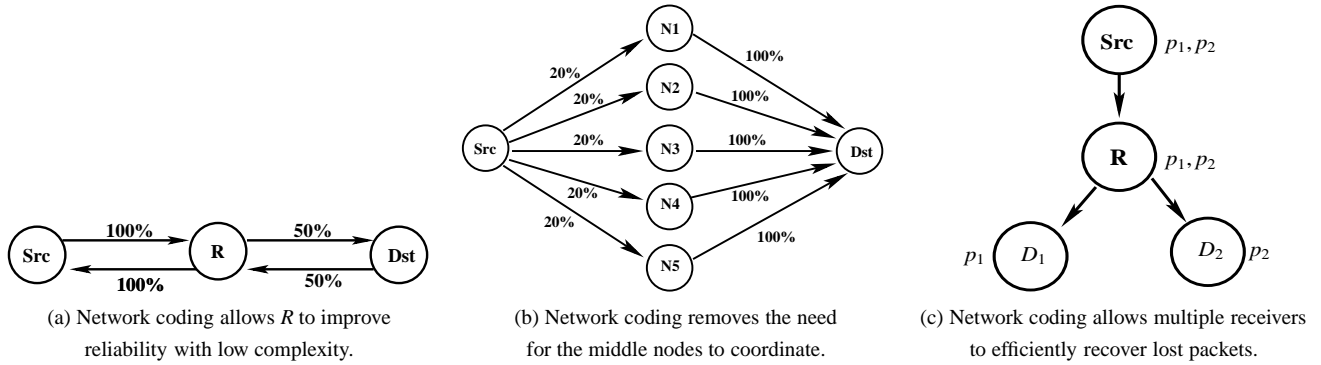 Src
100%
R
50%
Dst
100%
50%
(a) Network coding allows R to improve
reliability with low complexity.
N1
N2
N3
N4
N5
Src
Dst
20%
20%
20%
20%
20%
100%
100%
100%
100%
100%
(b) Network coding removes the need
for the middle nodes to coordinate.
Src
p1, p2
R
p1, p2
p1
D1
D2
p2
(c) Network coding allows multiple receivers
to efficiently recover lost packets.